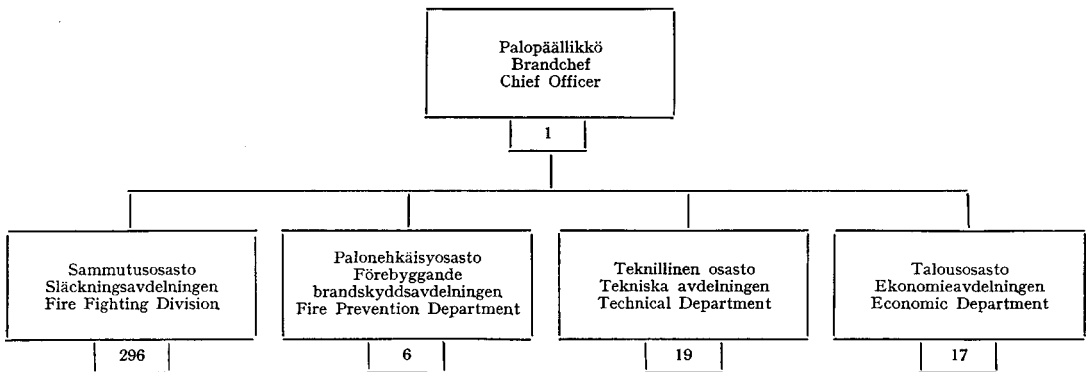 Palopäällikkö
Brandchef
Chief Officer
1
Sammutusosasto
Släckningsavdelningen
Fire Fighting Division
296
Palonehkäisyosasto
Förebyggande
brandskyddsavdelningen
Fire Prevention Department
6
Teknillinen osasto
Tekniska avdelningen
Technical Department
19
Talousosasto
Ekonomieavdelningen
Economic Department
17